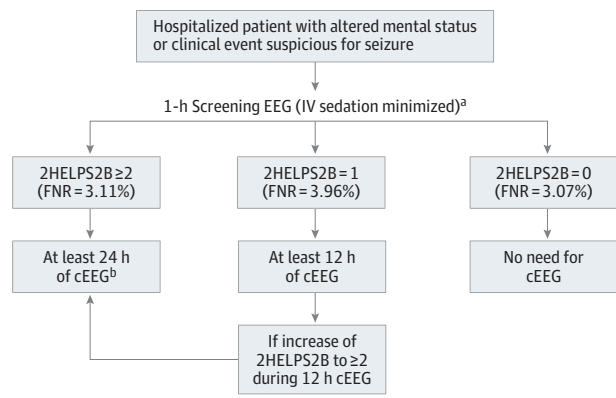 Hospitalized patient with altered mental status
or clinical event suspicious for seizure
1-h Screening EEG (IV sedation minimized)a
2HELPS2B ≥2
(FNR = 3.11%)
2HELPS2B = 1
(FNR = 3.96%)
2HELPS2B = 0
(FNR = 3.07%)
At least 24 h
of cEEGb
At least 12 h
of cEEG
No need for
cEEG
If increase of
2HELPS2B to ≥2
during 12 h cEEG